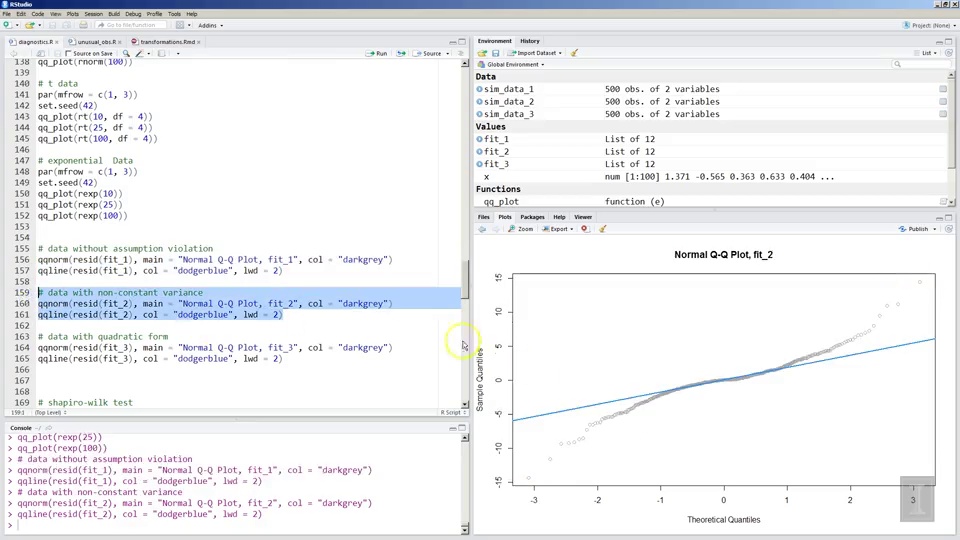 RStudio
File Edit Code View Plots Session Build Debug Profile Tools Help
Go to file/function Addins Project: (None)
diagnostics.R unusual_obs.R transformations.Rmd
Source on Save Run Source
138 qq_plot(rnorm(100))
139
140 # t data
141 par(mfrow = c(1, 3))
142 set.seed(42)
143 qq_plot(rt(10, df = 4))
144 qq_plot(rt(25, df = 4))
145 qq_plot(rt(100, df = 4))
146
147 # exponential  Data
148 par(mfrow = c(1, 3))
149 set.seed(42)
150 qq_plot(rexp(10))
151 qq_plot(rexp(25))
152 qq_plot(rexp(100))
153
154
155 # data without assumption violation
156 qqnorm(resid(fit_1), main = "Normal Q-Q Plot, fit_1", col = "darkgrey")
157 qqline(resid(fit_1), col = "dodgerblue", lwd = 2)
158
159 # data with non-constant variance
160 qqnorm(resid(fit_2), main = "Normal Q-Q Plot, fit_2", col = "darkgrey")
161 qqline(resid(fit_2), col = "dodgerblue", lwd = 2)
162
163 # data with quadratic form
164 qqnorm(resid(fit_3), main = "Normal Q-Q Plot, fit_3", col = "darkgrey")
165 qqline(resid(fit_3), col = "dodgerblue", lwd = 2)
166
167
168
169 # shapiro-wilk test
159:1 (Top Level) R Script
Console ~/
> qq_plot(rexp(25))
> qq_plot(rexp(100))
> # data without assumption violation
> qqnorm(resid(fit_1), main = "Normal Q-Q Plot, fit_1", col = "darkgrey")
> qqline(resid(fit_1), col = "dodgerblue", lwd = 2)
> # data with non-constant variance
> qqnorm(resid(fit_2), main = "Normal Q-Q Plot, fit_2", col = "darkgrey")
> qqline(resid(fit_2), col = "dodgerblue", lwd = 2)
>
Environment History
Import Dataset List
Global Environment
Data
sim_data_1 500 obs. of 2 variables
sim_data_2 500 obs. of 2 variables
sim_data_3 500 obs. of 2 variables
Values
fit_1 List of 12
fit_2 List of 12
fit_3 List of 12
x num [1:100] 1.371 -0.565 0.363 0.633 0.404 ...
Functions
qq_plot function (e)
Files Plots Packages Help Viewer
Zoom Export Publish
Normal Q-Q Plot, fit_2
Sample Quantiles
15
10
5
0
-5
-10
-15
-3 -2 -1 0 1 2 3
Theoretical Quantiles